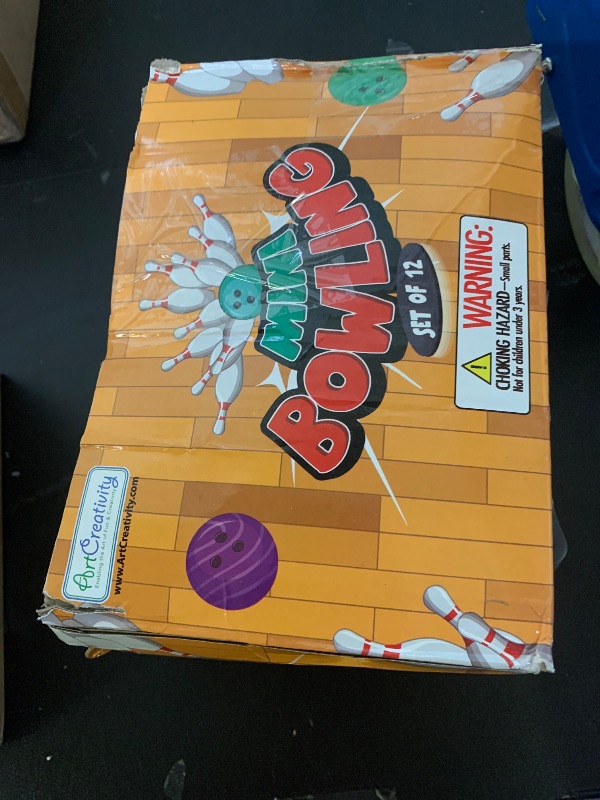 MINI
BOWLING
SET OF 12
WARNING:
CHOKING HAZARD—Small parts.
Not for children under 3 years.
ArtCreativity
www.ArtCreativity.com